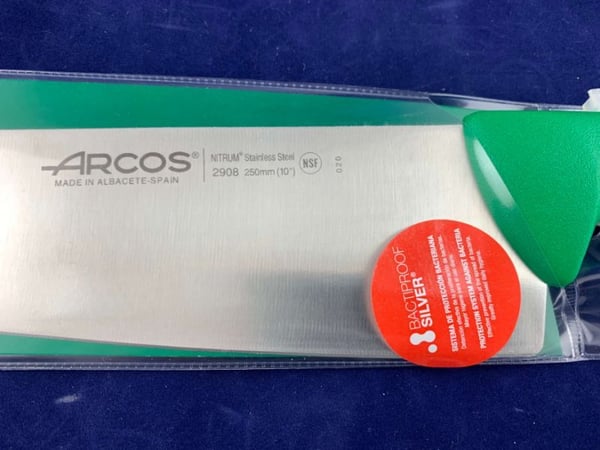 ARCOS®
MADE IN ALBACETE-SPAIN
NITRUM® Stainless Steel
2908 250mm (10")
NSF
020
BACTIPROOF
SILVER®
SISTEMA DE PROTECCIÓN BACTERIANA
PROTECTION SYSTEM AGAINST BACTERIA